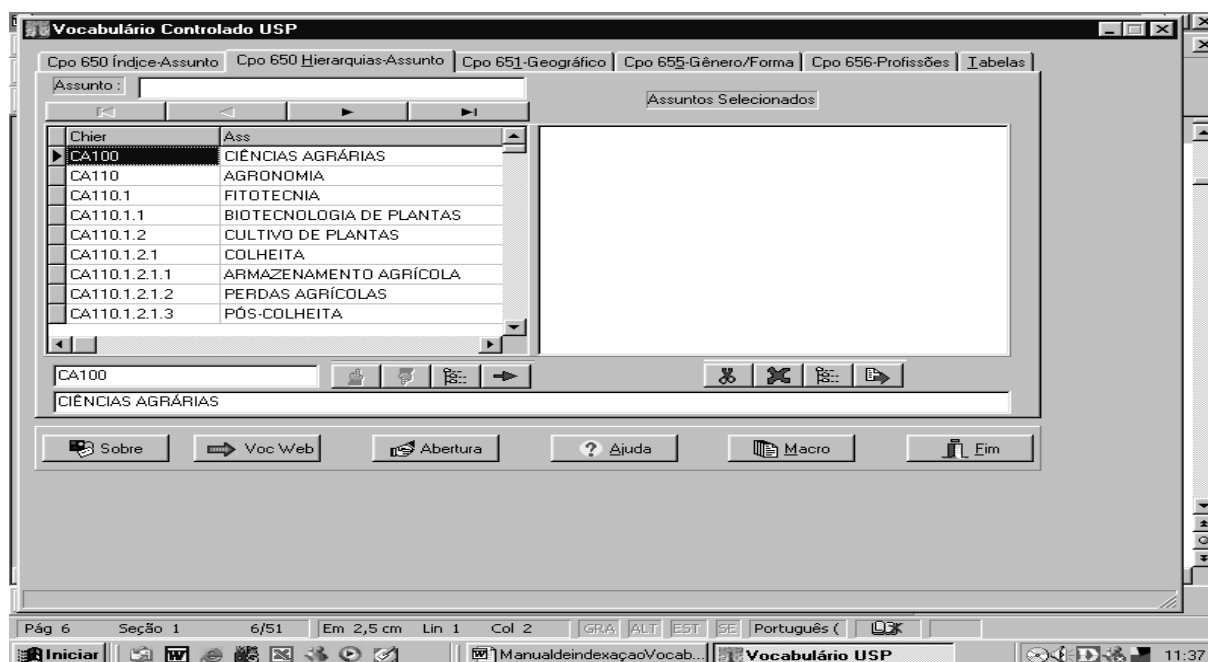 Vocabulário Controlado USP
Cpo 650 Índice-Assunto Cpo 650 Hierarquias-Assunto Cpo 651-Geográfico Cpo 655-Gênero/Forma Cpo 656-Profissões Tabelas
Assunto :
Assuntos Selecionados
Chier Ass
CA100 CIÊNCIAS AGRÁRIAS
CA110 AGRONOMIA
CA110.1 FITOTECNIA
CA110.1.1 BIOTECNOLOGIA DE PLANTAS
CA110.1.2 CULTIVO DE PLANTAS
CA110.1.2.1 COLHEITA
CA110.1.2.1.1 ARMAZENAMENTO AGRÍCOLA
CA110.1.2.1.2 PERDAS AGRÍCOLAS
CA110.1.2.1.3 PÓS-COLHEITA
CA100
CIÊNCIAS AGRÁRIAS
Sobre Voc Web Abertura Ajuda Macro Fim
Pág 6 Seção 1 6/51 Em 2,5 cm Lin 1 Col 2 GRA ALT EST SE Português (
Iniciar ManualdeindexaçaoVocab... Vocabulário USP 11:37